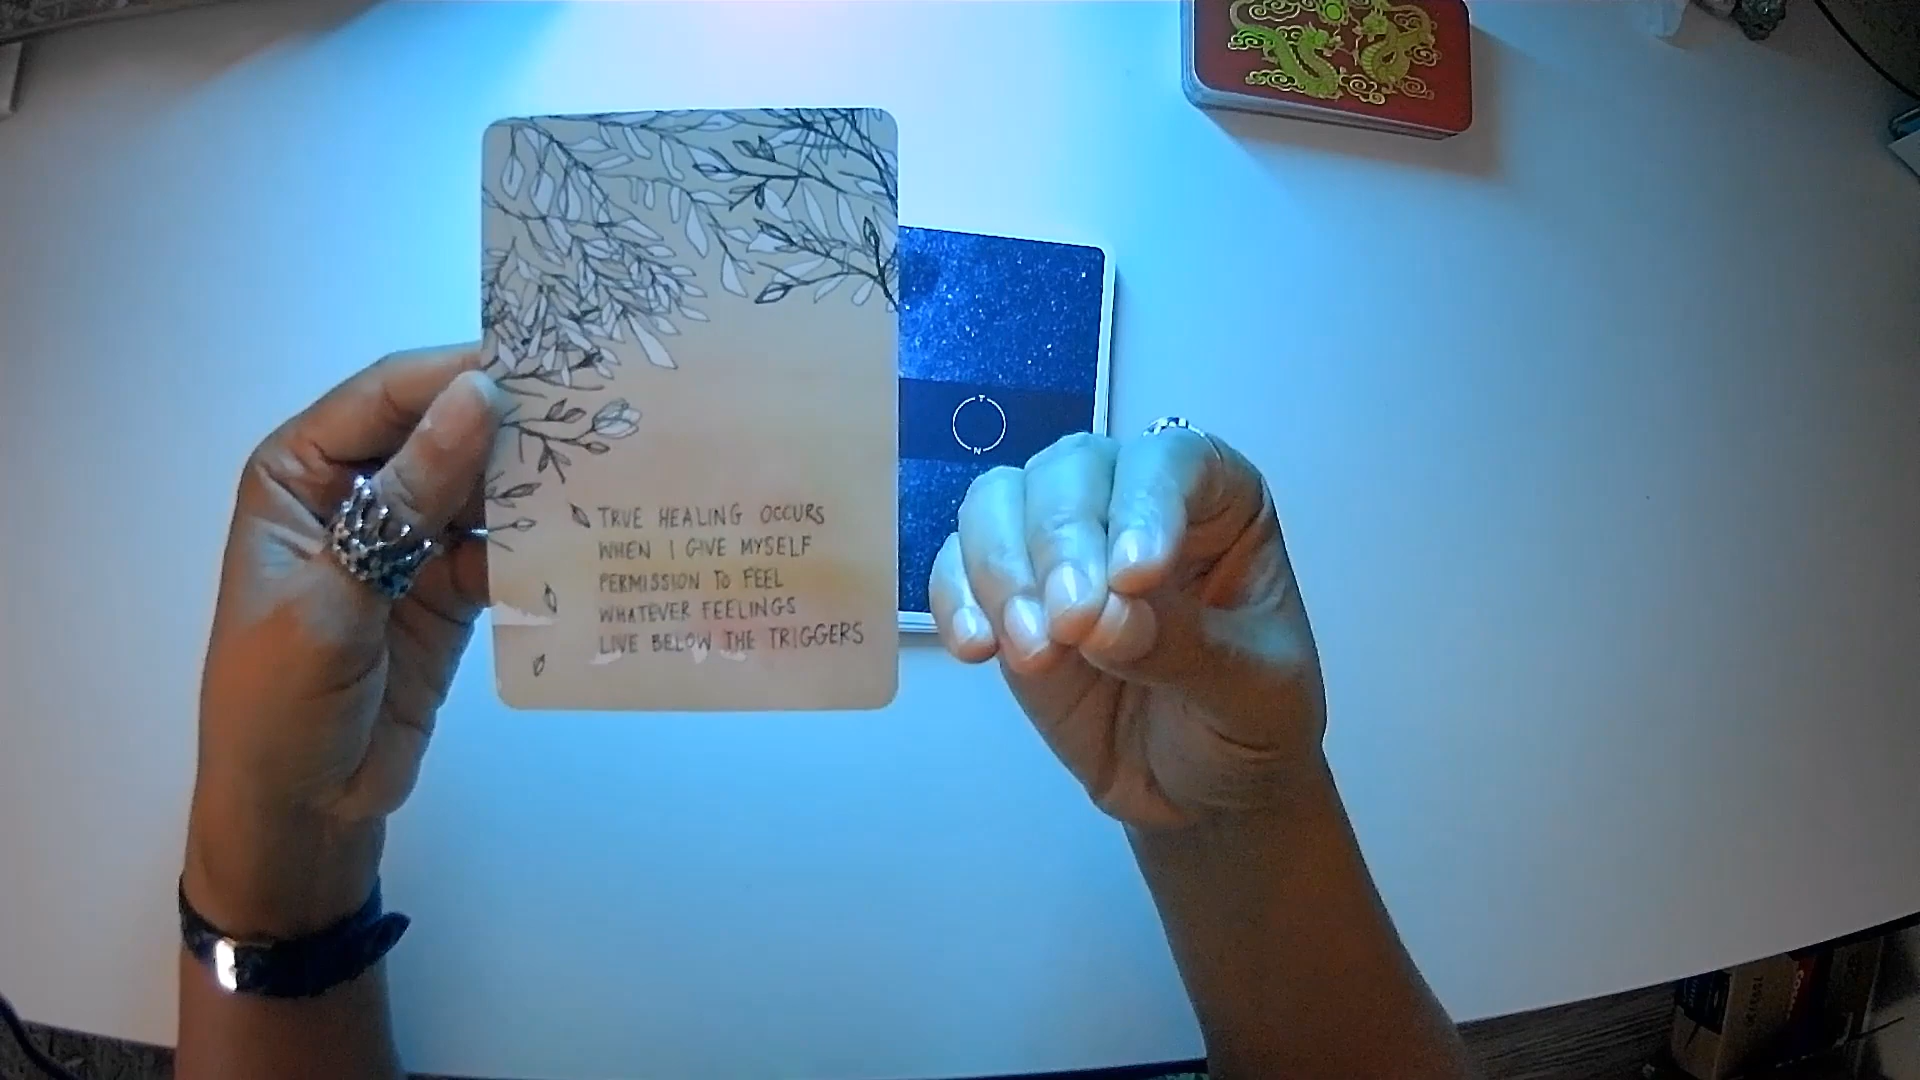 TRUE HEALING OCCURS
WHEN I GIVE MYSELF
PERMISSION TO FEEL
WHATEVER FEELINGS
LIVE BELOW THE TRIGGERS
T
N